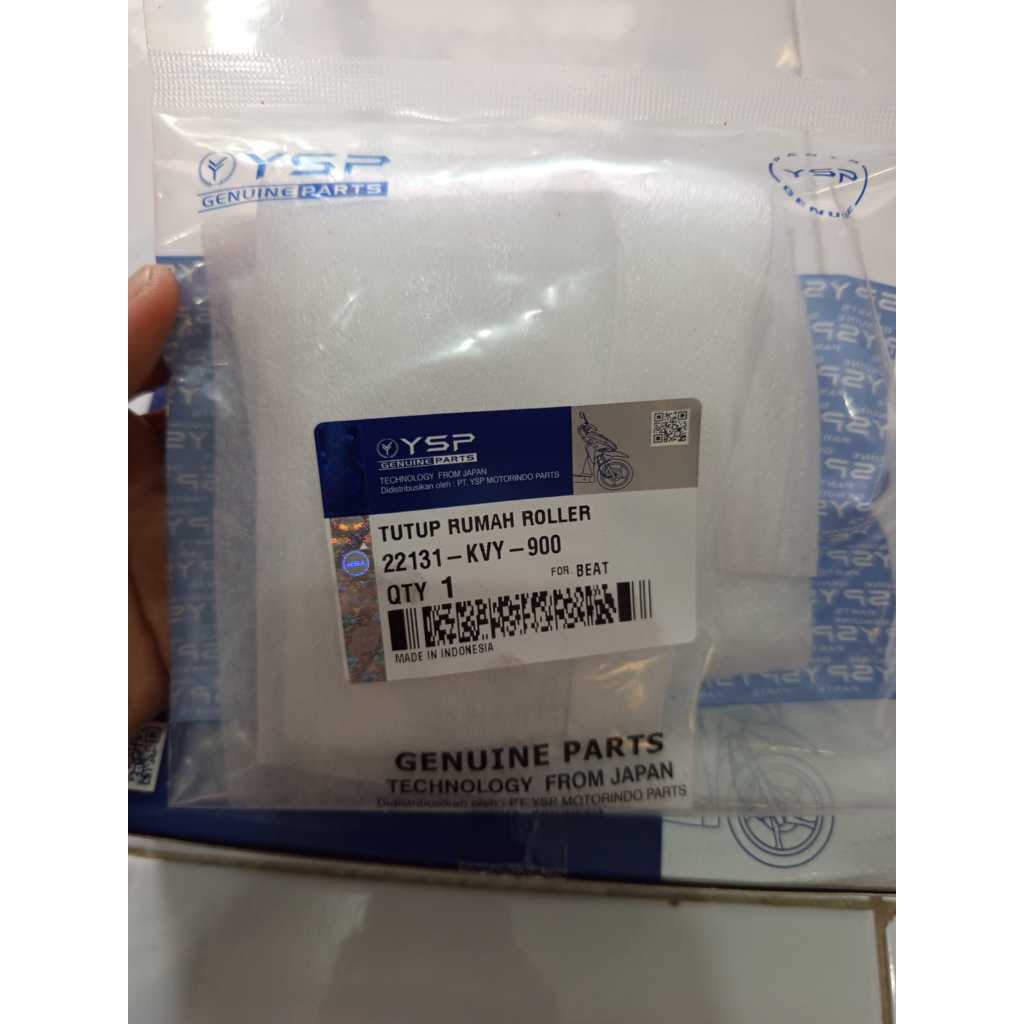 YSP
GENUINE PARTS
YSP
YSP
GENUINE PARTS
TECHNOLOGY FROM JAPAN
Didistribusikan oleh : PT. YSP MOTORINDO PARTS
TUTUP RUMAH ROLLER
22131-KVY-900
FOR. BEAT
QTY 1
MADE IN INDONESIA
GENUINE PARTS
TECHNOLOGY FROM JAPAN
Didistribusikan oleh : PT. YSP MOTORINDO PARTS